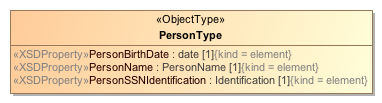 «ObjectType»
PersonType
«XSDProperty»PersonBirthDate : date [1]{kind = element}
«XSDProperty»PersonName : PersonName [1]{kind = element}
«XSDProperty»PersonSSNIdentification : Identification [1]{kind = element}